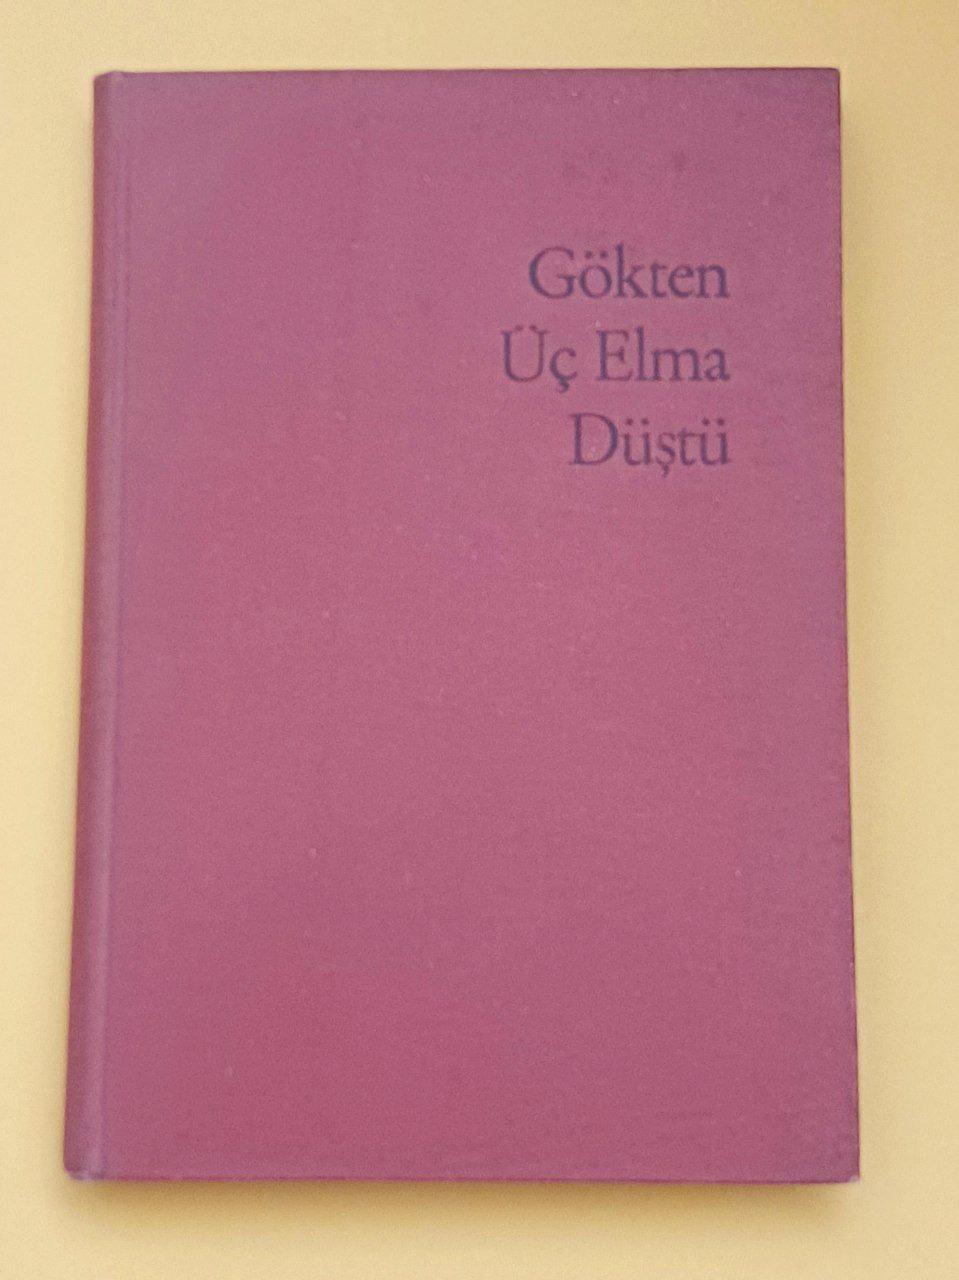 Gökten
Üç Elma
Düştü